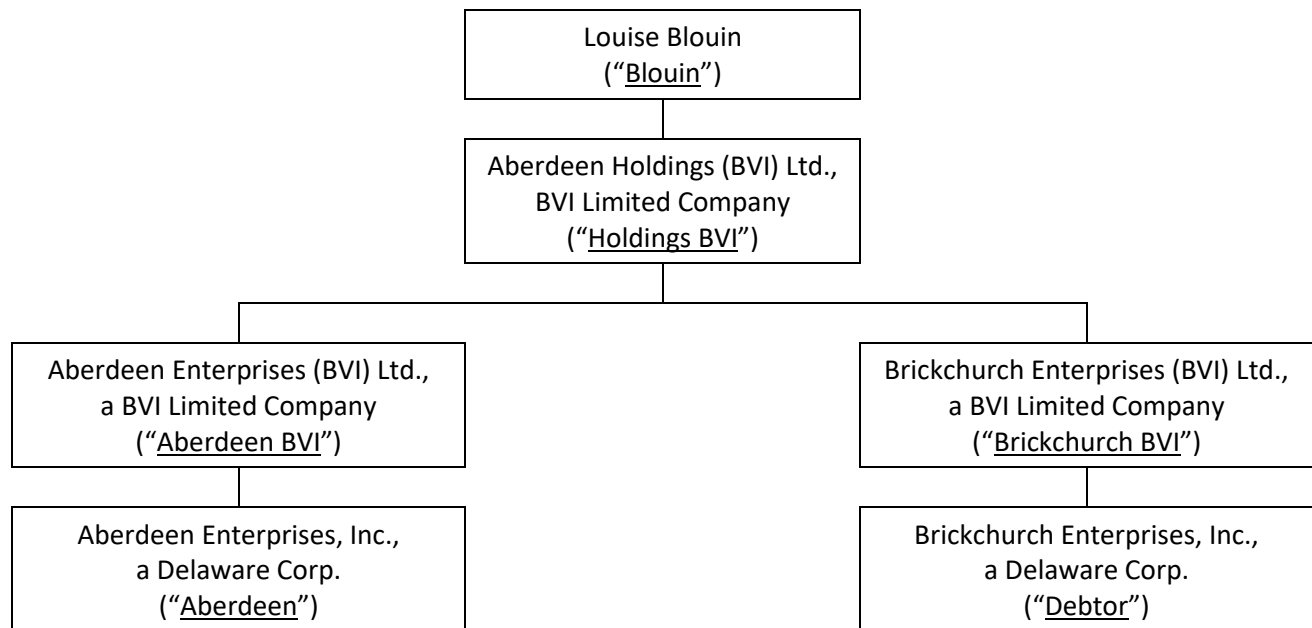 Louise Blouin
(“Blouin”)
Aberdeen Holdings (BVI) Ltd.,
BVI Limited Company
(“Holdings BVI”)
Aberdeen Enterprises (BVI) Ltd.,
a BVI Limited Company
(“Aberdeen BVI”)
Brickchurch Enterprises (BVI) Ltd.,
a BVI Limited Company
(“Brickchurch BVI”)
Aberdeen Enterprises, Inc.,
a Delaware Corp.
(“Aberdeen”)
Brickchurch Enterprises, Inc.,
a Delaware Corp.
(“Debtor”)